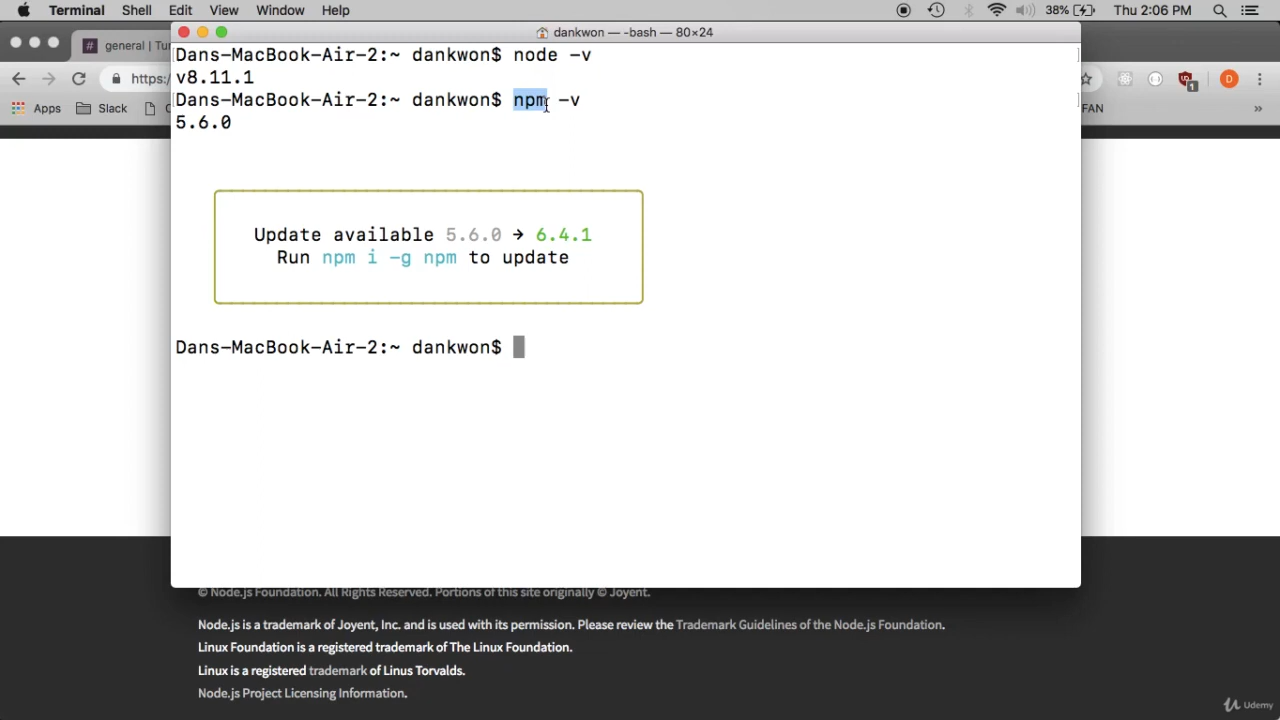 Terminal Shell Edit View Window Help 38% Thu 2:06 PM
dankwon — -bash — 80×24
# general | Tu
https:
D
1
Apps Slack C
FAN
»
Dans-MacBook-Air-2:~ dankwon$ node -v
v8.11.1
Dans-MacBook-Air-2:~ dankwon$ npm -v
5.6.0
Update available 5.6.0 → 6.4.1
Run npm i -g npm to update
Dans-MacBook-Air-2:~ dankwon$
© Node.js Foundation. All Rights Reserved. Portions of this site originally © Joyent.
Node.js is a trademark of Joyent, Inc. and is used with its permission. Please review the Trademark Guidelines of the Node.js Foundation.
Linux Foundation is a registered trademark of The Linux Foundation.
Linux is a registered trademark of Linus Torvalds.
Node.js Project Licensing Information.
Udemy